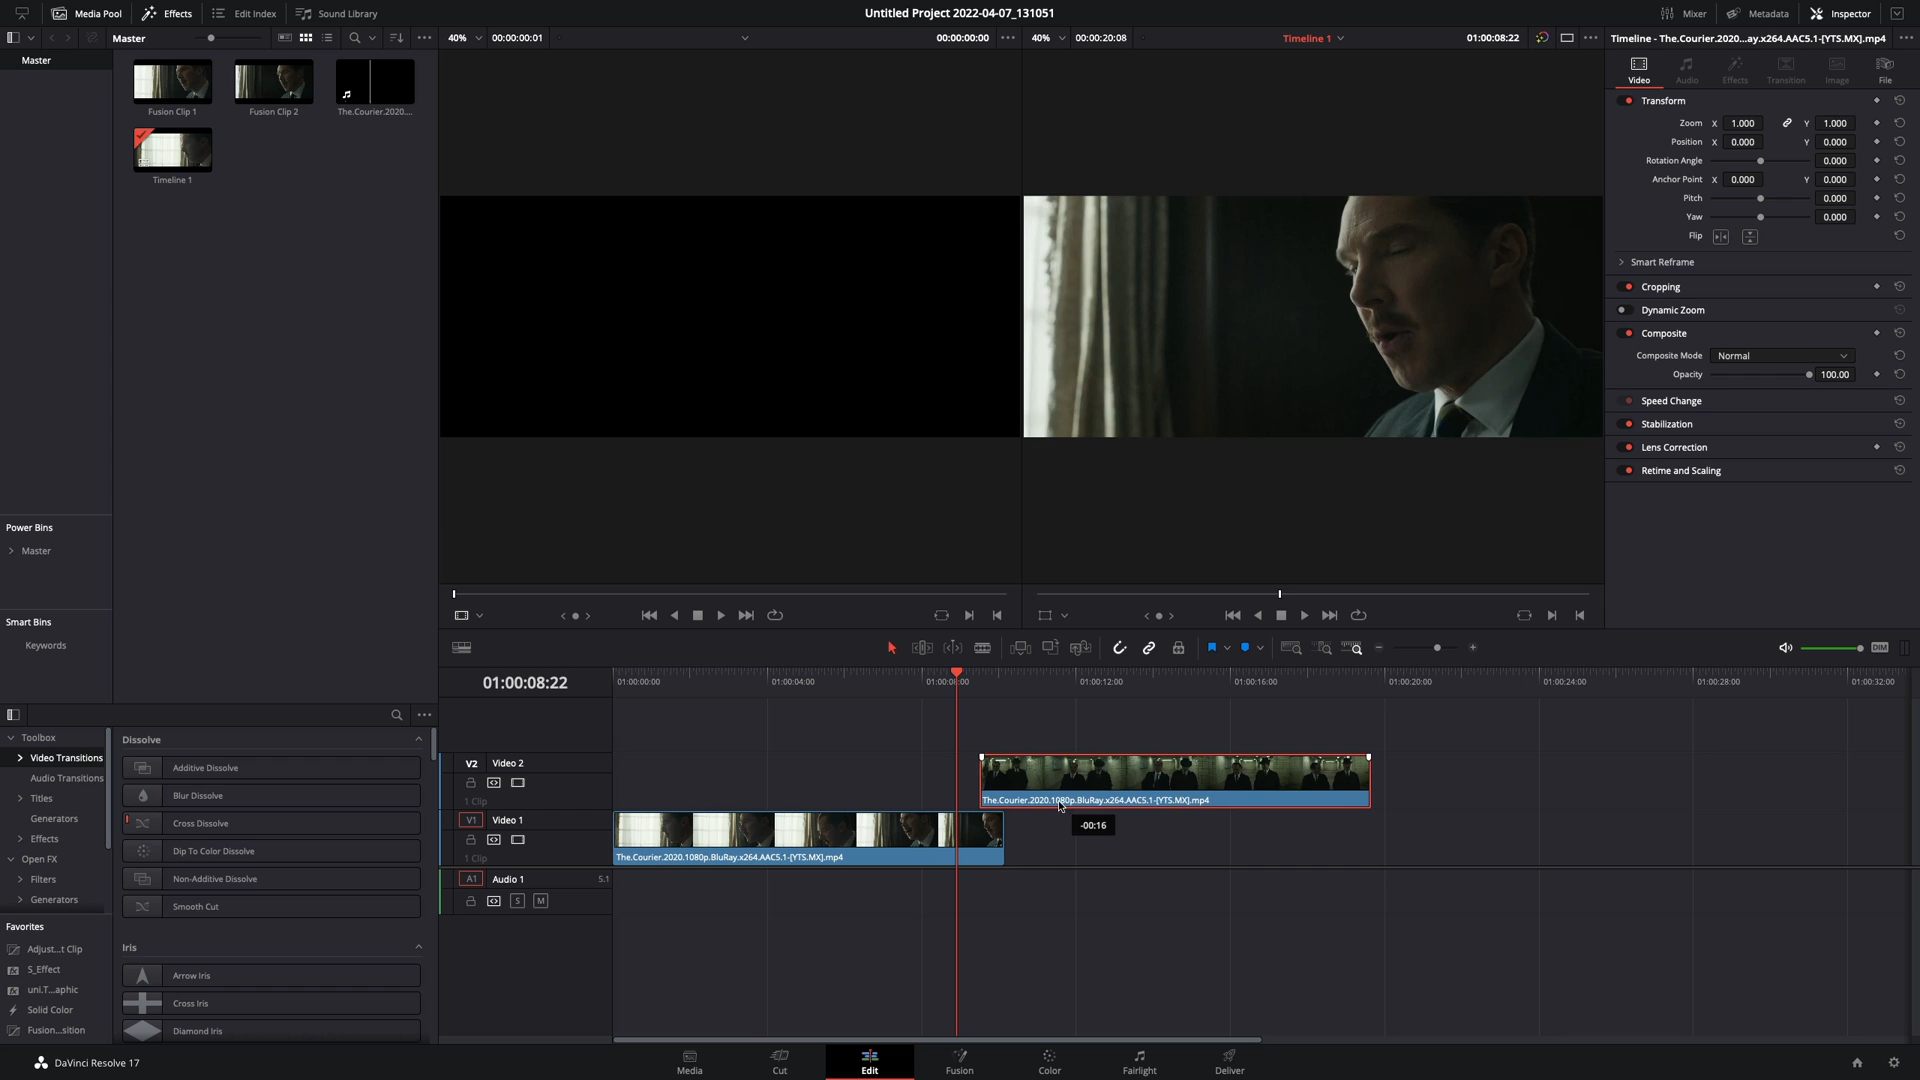 Media Pool Effects Edit Index Sound Library Untitled Project 2022-04-07_131051 Mixer Metadata Inspector
Master 40% 00:00:00:01 00:00:00:00 40% 00:00:20:08 Timeline 1 01:00:08:22 Timeline - The.Courier.2020...ay.x264.AAC5.1-[YTS.MX].mp4
Master
Fusion Clip 1 Fusion Clip 2 The.Courier.2020....
Timeline 1
Power Bins
Master
Smart Bins
Keywords
Video Audio Effects Transition Image File
Transform
Zoom X 1.000 Y 1.000
Position X 0.000 Y 0.000
Rotation Angle 0.000
Anchor Point X 0.000 Y 0.000
Pitch 0.000
Yaw 0.000
Flip
Smart Reframe
Cropping
Dynamic Zoom
Composite
Composite Mode Normal
Opacity 100.00
Speed Change
Stabilization
Lens Correction
Retime and Scaling
DIM
01:00:08:22 01:00:00:00 01:00:04:00 01:00:08:00 01:00:12:00 01:00:16:00 01:00:20:00 01:00:24:00 01:00:28:00 01:00:32:00
V2 Video 2
1 Clip
The.Courier.2020.1080p.BluRay.x264.AAC5.1-[YTS.MX].mp4
-00:16
V1 Video 1
1 Clip
The.Courier.2020.1080p.BluRay.x264.AAC5.1-[YTS.MX].mp4
A1 Audio 1 5.1
S M
Toolbox
Video Transitions
Audio Transitions
Titles
Generators
Effects
Open FX
Filters
Generators
Favorites
Adjust...t Clip
S_Effect
uni.T...aphic
Solid Color
Fusion...sition
Dissolve
Additive Dissolve
Blur Dissolve
Cross Dissolve
Dip To Color Dissolve
Non-Additive Dissolve
Smooth Cut
Iris
Arrow Iris
Cross Iris
Diamond Iris
DaVinci Resolve 17 Media Cut Edit Fusion Color Fairlight Deliver